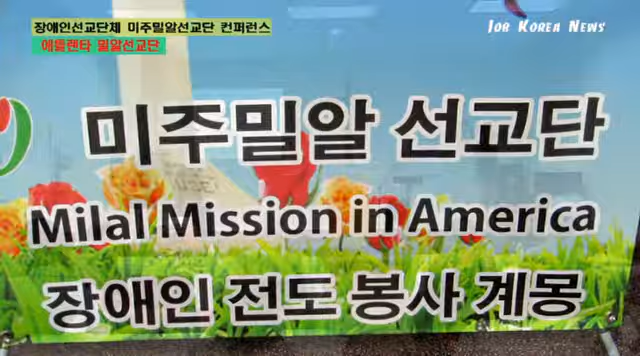 장애인선교단체 미주밀알선교단 컨퍼런스
애틀랜타 밀알선교단
JOB KOREA NEWS
미주밀알 선교단
Milal Mission in America
장애인 전도 봉사 계몽